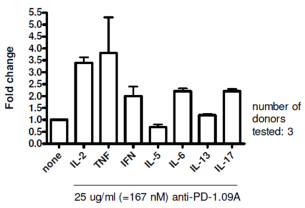 Fold change
5.5
5.0
4.5
4.0
3.5
3.0
2.5
2.0
1.5
1.0
0.5
0.0
none
IL-2
TNF
IFN
IL-5
IL-6
IL-13
IL-17
number of
donors
tested: 3
25 ug/ml (=167 nM) anti-PD-1.09A